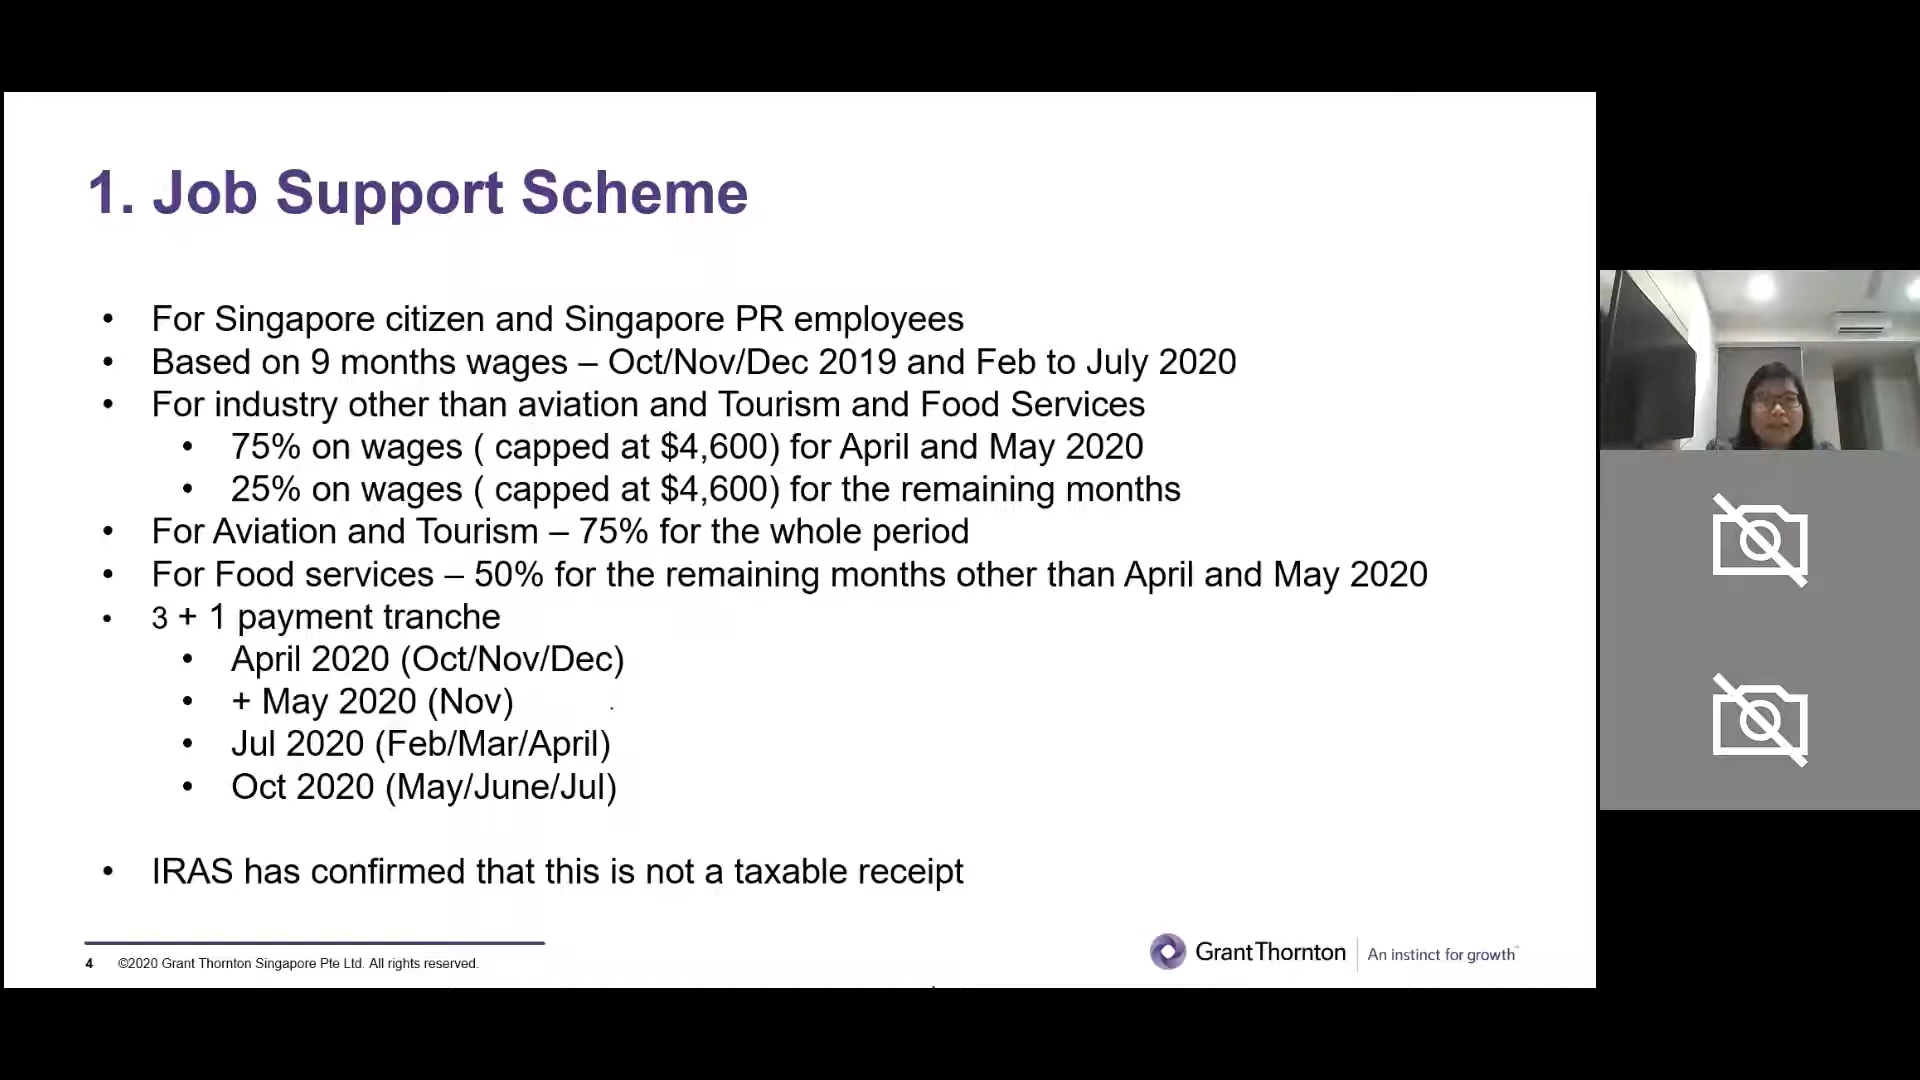 1. Job Support Scheme
• For Singapore citizen and Singapore PR employees
• Based on 9 months wages – Oct/Nov/Dec 2019 and Feb to July 2020
• For industry other than aviation and Tourism and Food Services
• 75% on wages ( capped at $4,600) for April and May 2020
• 25% on wages ( capped at $4,600) for the remaining months
• For Aviation and Tourism – 75% for the whole period
• For Food services – 50% for the remaining months other than April and May 2020
• 3 + 1 payment tranche
• April 2020 (Oct/Nov/Dec)
• + May 2020 (Nov)
• Jul 2020 (Feb/Mar/April)
• Oct 2020 (May/June/Jul)
• IRAS has confirmed that this is not a taxable receipt
4 ©2020 Grant Thornton Singapore Pte Ltd. All rights reserved.
GrantThornton An instinct for growth™